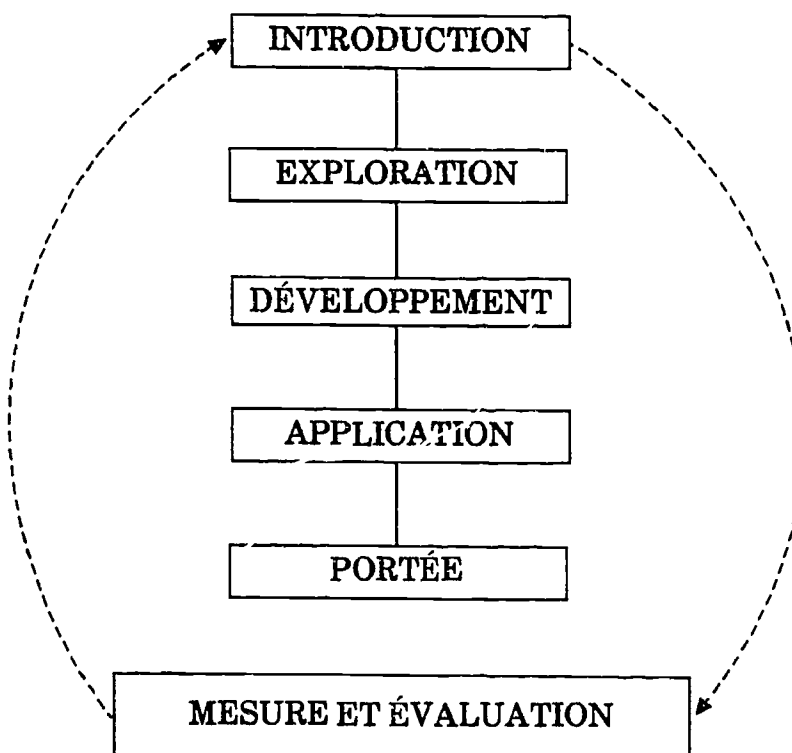 INTRODUCTION
EXPLORATION
DÉVELOPPEMENT
APPLICATION
PORTÉE
MESURE ET ÉVALUATION